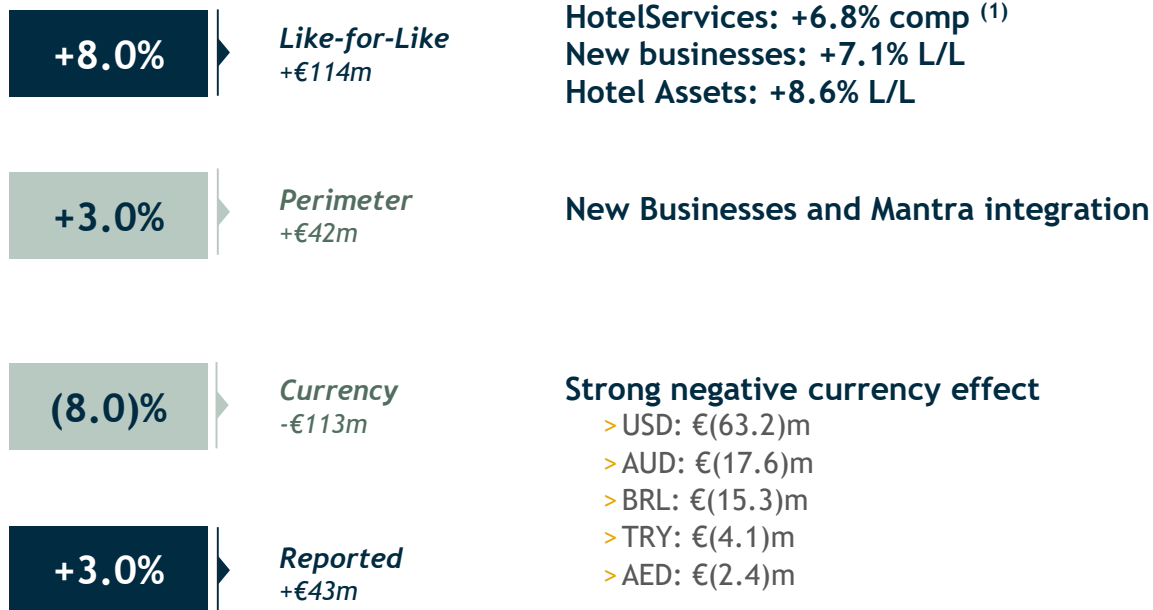 +8.0%
Like-for-Like
+€114m
HotelServices: +6.8% comp (1)
New businesses: +7.1% L/L
Hotel Assets: +8.6% L/L
+3.0%
Perimeter
+€42m
New Businesses and Mantra integration
(8.0)%
Currency
-€113m
Strong negative currency effect
> USD: €(63.2)m
> AUD: €(17.6)m
> BRL: €(15.3)m
> TRY: €(4.1)m
> AED: €(2.4)m
+3.0%
Reported
+€43m